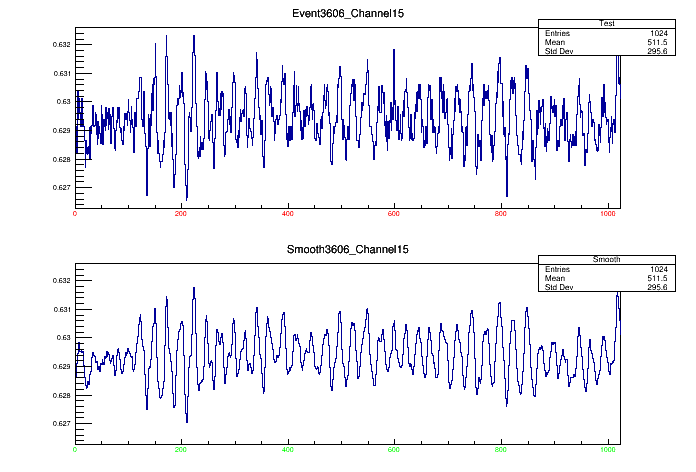 Event3606_Channel15
Test
Entries 1024
Mean 511.5
Std Dev 295.6
0.632
0.631
0.63
0.629
0.628
0.627
0 200 400 600 800 1000
Smooth3606_Channel15
Smooth
Entries 1024
Mean 511.5
Std Dev 295.6
0.632
0.631
0.63
0.629
0.628
0.627
0 200 400 600 800 1000